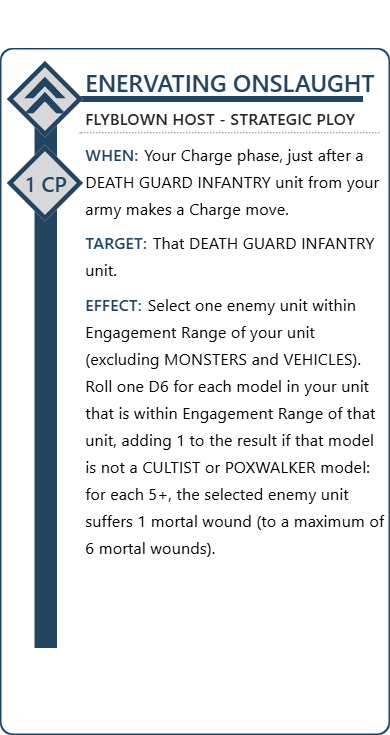 ENERVATING ONSLAUGHT
FLYBLOWN HOST - STRATEGIC PLOY
1 CP
WHEN: Your Charge phase, just after a
DEATH GUARD INFANTRY unit from your
army makes a Charge move.
TARGET: That DEATH GUARD INFANTRY
unit.
EFFECT: Select one enemy unit within
Engagement Range of your unit
(excluding MONSTERS and VEHICLES).
Roll one D6 for each model in your unit
that is within Engagement Range of that
unit, adding 1 to the result if that model
is not a CULTIST or POXWALKER model:
for each 5+, the selected enemy unit
suffers 1 mortal wound (to a maximum of
6 mortal wounds).